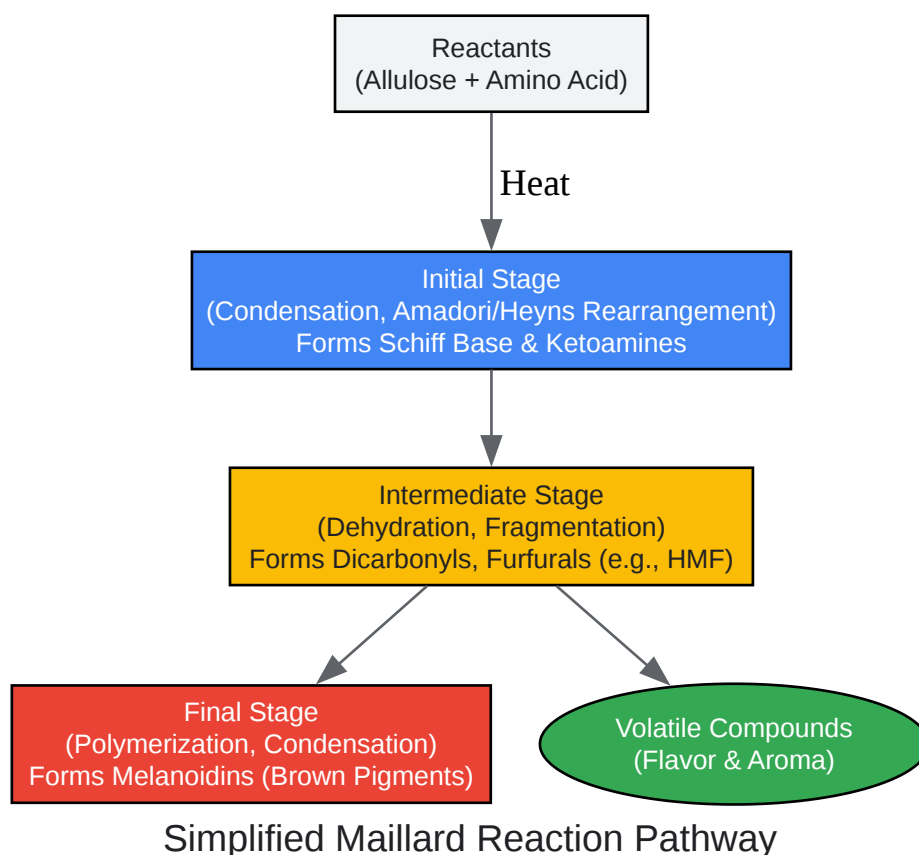 Reactants
(Allulose + Amino Acid)
Heat
Initial Stage
(Condensation, Amadori/Heyns Rearrangement)
Forms Schiff Base & Ketoamines
Intermediate Stage
(Dehydration, Fragmentation)
Forms Dicarbonyls, Furfurals (e.g., HMF)
Final Stage
(Polymerization, Condensation)
Forms Melanoidins (Brown Pigments)
Volatile Compounds
(Flavor & Aroma)
Simplified Maillard Reaction Pathway